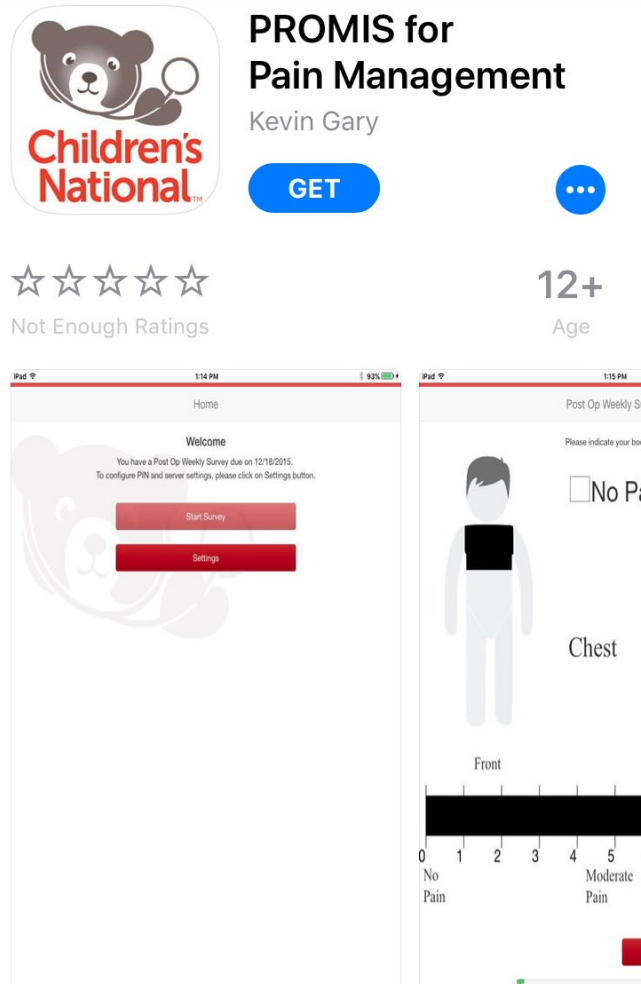 PROMIS for
Pain Management
Kevin Gary
Children's
National™
GET
Not Enough Ratings
12+
Age
iPad
1:14 PM
93%
Home
Welcome
You have a Post Op Weekly Survey due on 12/18/2015.
To configure PIN and server settings, please click on Settings button.
Start Survey
Settings
iPad
1:15 PM
Post Op Weekly
Please indicate your
No
Chest
Front
0 1 2 3 4 5
No
Pain
Moderate
Pain